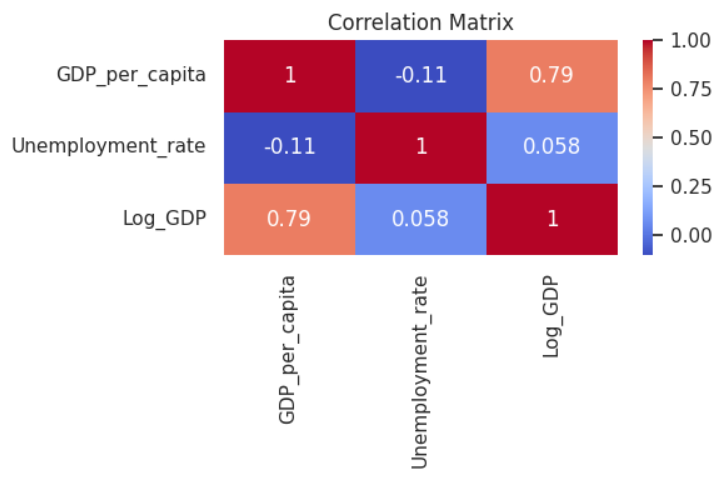 Correlation Matrix
GDP_per_capita 1 -0.11 0.79
Unemployment_rate -0.11 1 0.058
Log_GDP 0.79 0.058 1
GDP_per_capita
Unemployment_rate
Log_GDP
1.00
0.75
0.50
0.25
0.00